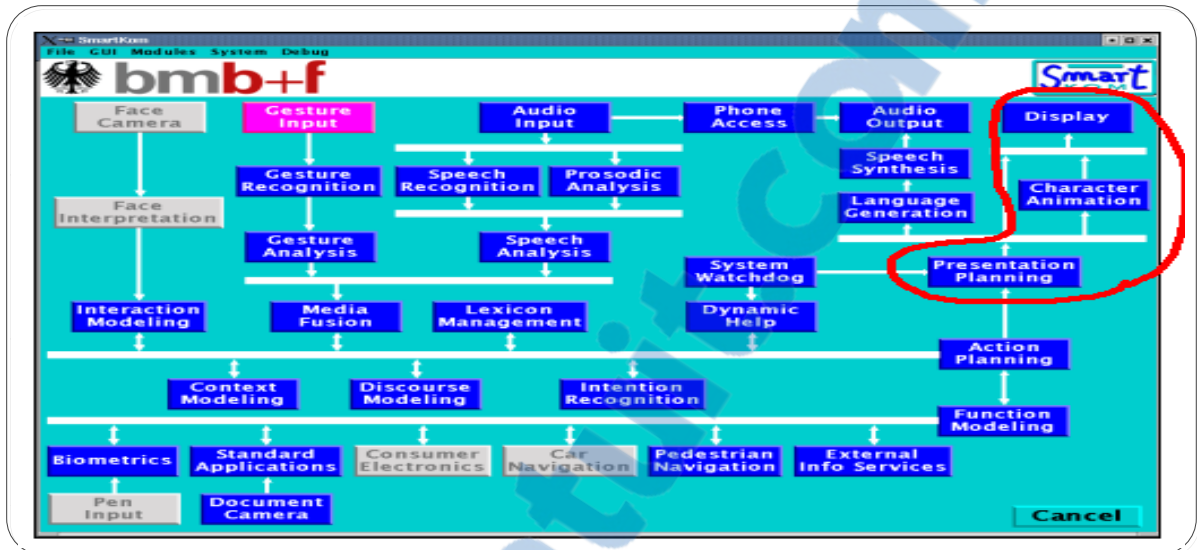 SmartKom
File GUI Modules System Debug
bmb+f
Smart
KOM
Face
Camera
Gesture
Input
Audio
Input
Phone
Access
Audio
Output
Display
Gesture
Recognition
Speech
Recognition
Prosodic
Analysis
Speech
Synthesis
Character
Animation
Face
Interpretation
Language
Generation
Gesture
Analysis
Speech
Analysis
System
Watchdog
Presentation
Planning
Interaction
Modeling
Media
Fusion
Lexicon
Management
Dynamic
Help
Action
Planning
Context
Modeling
Discourse
Modeling
Intention
Recognition
Function
Modeling
Biometrics
Standard
Applications
Consumer
Electronics
Car
Navigation
Pedestrian
Navigation
External
Info Services
Pen
Input
Document
Camera
Cancel